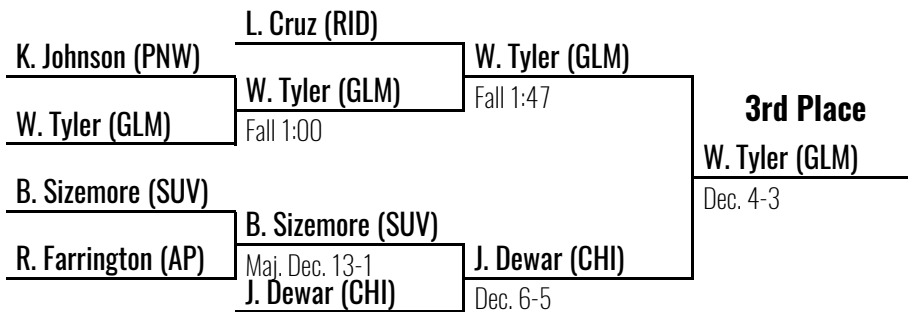 L. Cruz (RID)
K. Johnson (PNW)
W. Tyler (GLM)
W. Tyler (GLM)
Fall 1:47
W. Tyler (GLM)
Fall 1:00
3rd Place
W. Tyler (GLM)
Dec. 4-3
B. Sizemore (SUV)
B. Sizemore (SUV)
R. Farrington (AP)
Maj. Dec. 13-1
J. Dewar (CHI)
J. Dewar (CHI)
Dec. 6-5